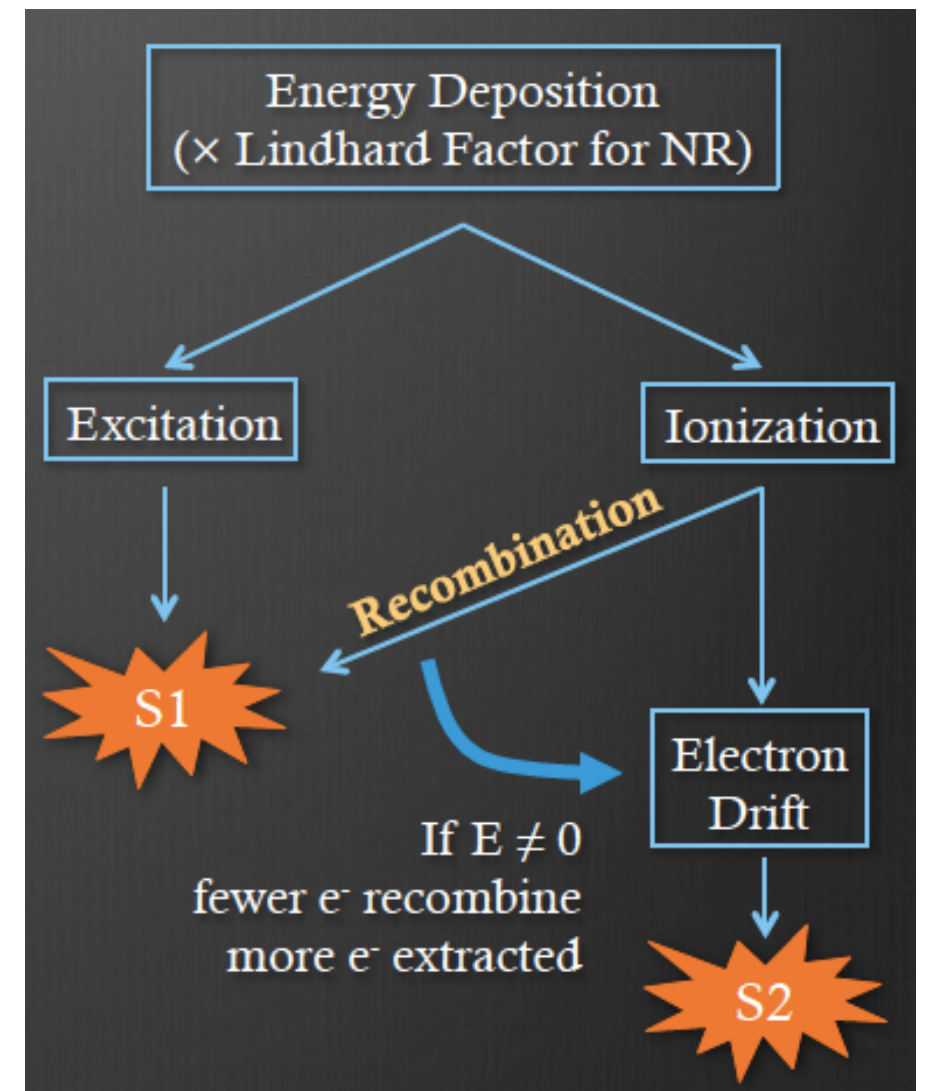 Energy Deposition
(× Lindhard Factor for NR)
Excitation
Ionization
Recombination
S1
Electron
Drift
If E ≠ 0
fewer e⁻ recombine
more e⁻ extracted
S2